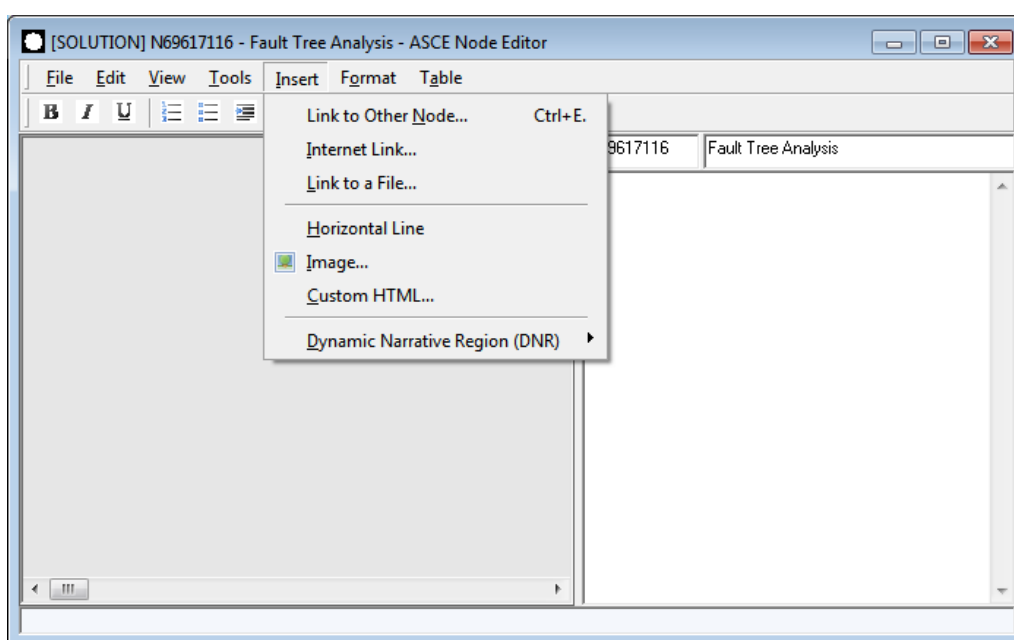 [SOLUTION] N69617116 - Fault Tree Analysis - ASCE Node Editor
File Edit View Tools Insert Format Table
B I U
Link to Other Node... Ctrl+E.
9617116 Fault Tree Analysis
Internet Link...
Link to a File...
Horizontal Line
Image...
Custom HTML...
Dynamic Narrative Region (DNR)